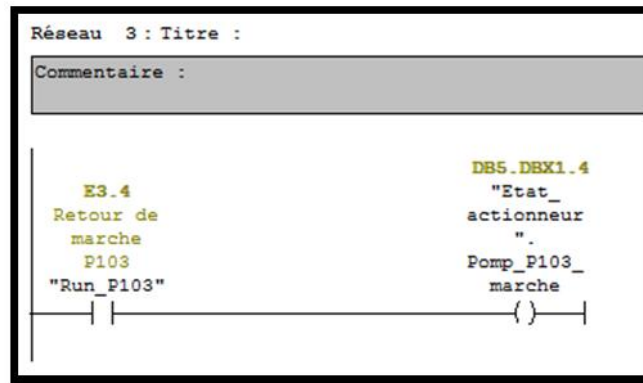 Réseau 3 : Titre :
Commentaire :
E3.4
Retour de
marche
P103
"Run_P103"
DB5.DBX1.4
"Etat_
actionneur
".
Pomp_P103_
marche